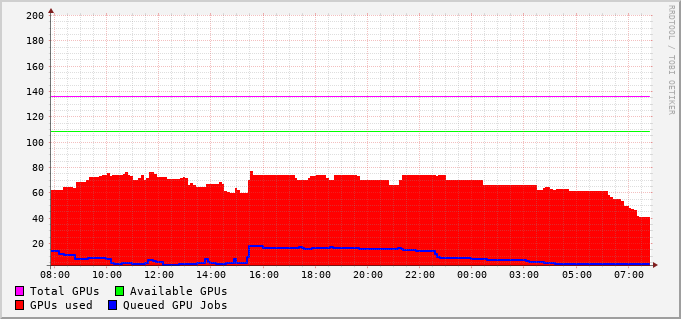 200
180
160
140
120
100
80
60
40
20
08:00 10:00 12:00 14:00 16:00 18:00 20:00 22:00 00:00 03:00 05:00 07:00
Total GPUs Available GPUs
GPUs used Queued GPU Jobs
RRDTOOL / TOBI OETIKER